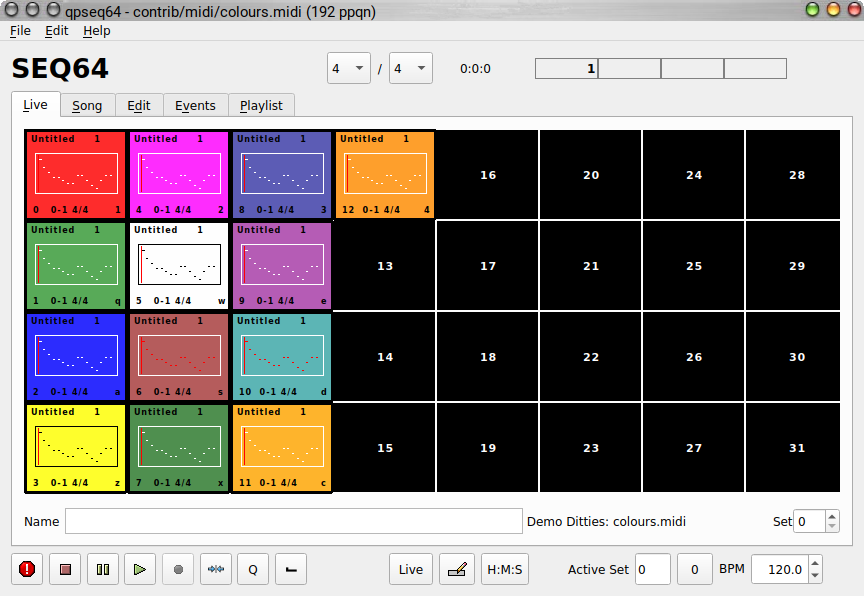 qpseq64 - contrib/midi/colours.midi (192 ppqn)
File Edit Help
SEQ64 4 / 4 0:0:0 1
Live Song Edit Events Playlist
Untitled 1 Untitled 1 Untitled 1 Untitled 1
16 20 24 28
0 0-1 4/4 1 4 0-1 4/4 2 8 0-1 4/4 3 12 0-1 4/4 4
Untitled 1 Untitled 1 Untitled 1
13 17 21 25 29
1 0-1 4/4 q 5 0-1 4/4 w 9 0-1 4/4 e
Untitled 1 Untitled 1 Untitled 1
14 18 22 26 30
2 0-1 4/4 a 6 0-1 4/4 s 10 0-1 4/4 d
Untitled 1 Untitled 1 Untitled 1
15 19 23 27 31
3 0-1 4/4 z 7 0-1 4/4 x 11 0-1 4/4 c
Name Demo Ditties: colours.midi Set 0
Q Live H:M:S Active Set 0 0 BPM 120.0